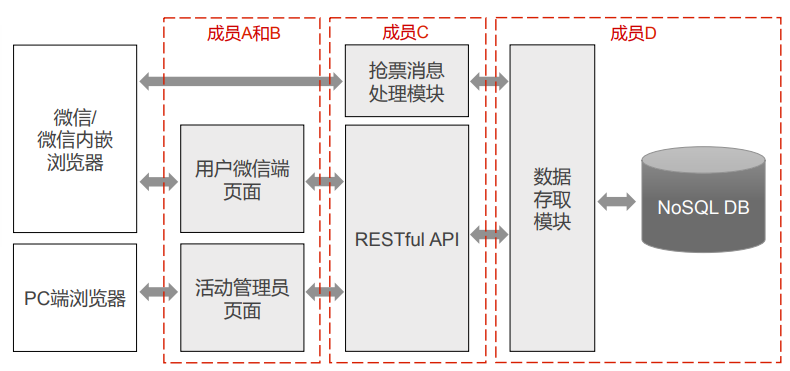 成员A和B
成员C
成员D
微信/
微信内嵌
浏览器
抢票消息
处理模块
用户微信端
页面
数据
存取
模块
NoSQL DB
RESTful API
PC端浏览器
活动管理员
页面